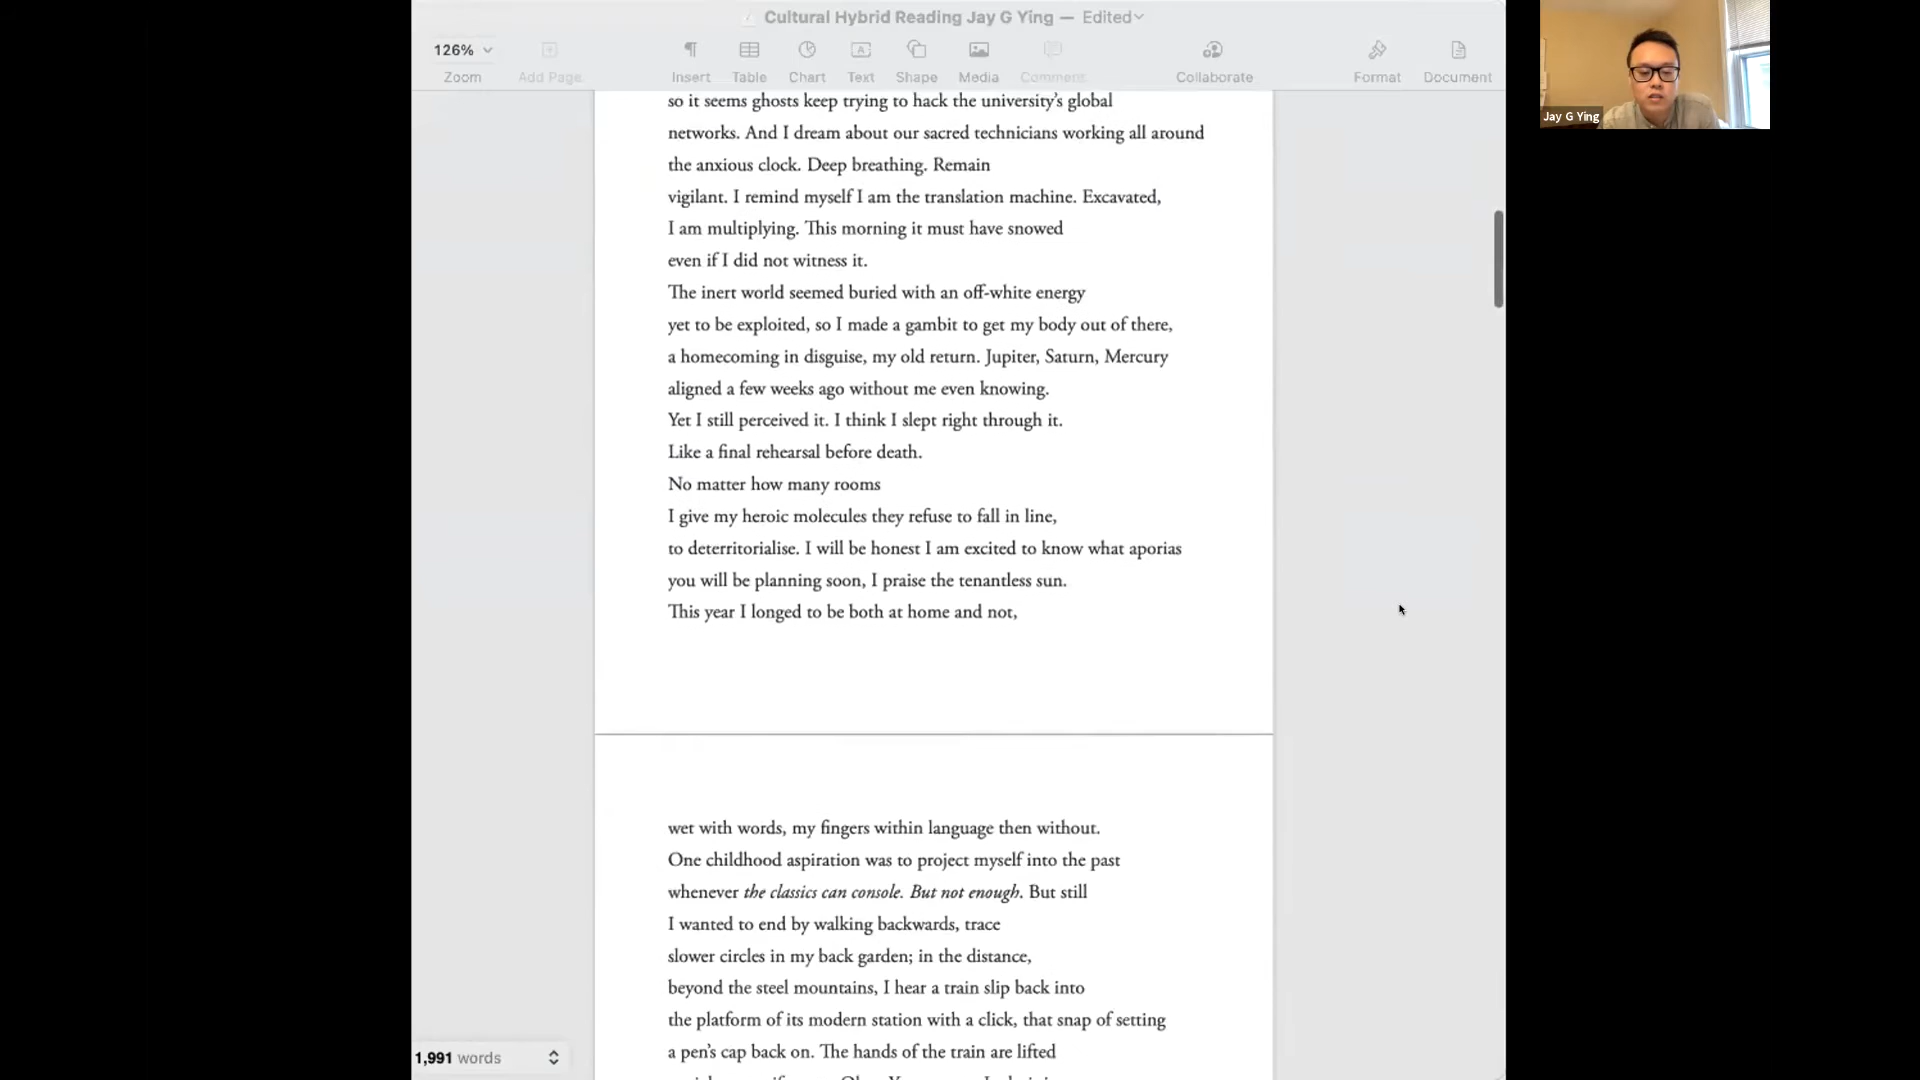 Cultural Hybrid Reading Jay G Ying — Edited
126%
Zoom
Add Page
Insert
Table
Chart
Text
Shape
Media
Comment
Collaborate
Format
Document
Jay G Ying
so it seems ghosts keep trying to hack the university's global
networks. And I dream about our sacred technicians working all around
the anxious clock. Deep breathing. Remain
vigilant. I remind myself I am the translation machine. Excavated,
I am multiplying. This morning it must have snowed
even if I did not witness it.
The inert world seemed buried with an off-white energy
yet to be exploited, so I made a gambit to get my body out of there,
a homecoming in disguise, my old return. Jupiter, Saturn, Mercury
aligned a few weeks ago without me even knowing.
Yet I still perceived it. I think I slept right through it.
Like a final rehearsal before death.
No matter how many rooms
I give my heroic molecules they refuse to fall in line,
to deterritorialise. I will be honest I am excited to know what aporias
you will be planning soon, I praise the tenantless sun.
This year I longed to be both at home and not,
wet with words, my fingers within language then without.
One childhood aspiration was to project myself into the past
whenever the classics can console. But not enough. But still
I wanted to end by walking backwards, trace
slower circles in my back garden; in the distance,
beyond the steel mountains, I hear a train slip back into
the platform of its modern station with a click, that snap of setting
a pen's cap back on. The hands of the train are lifted
1,991 words